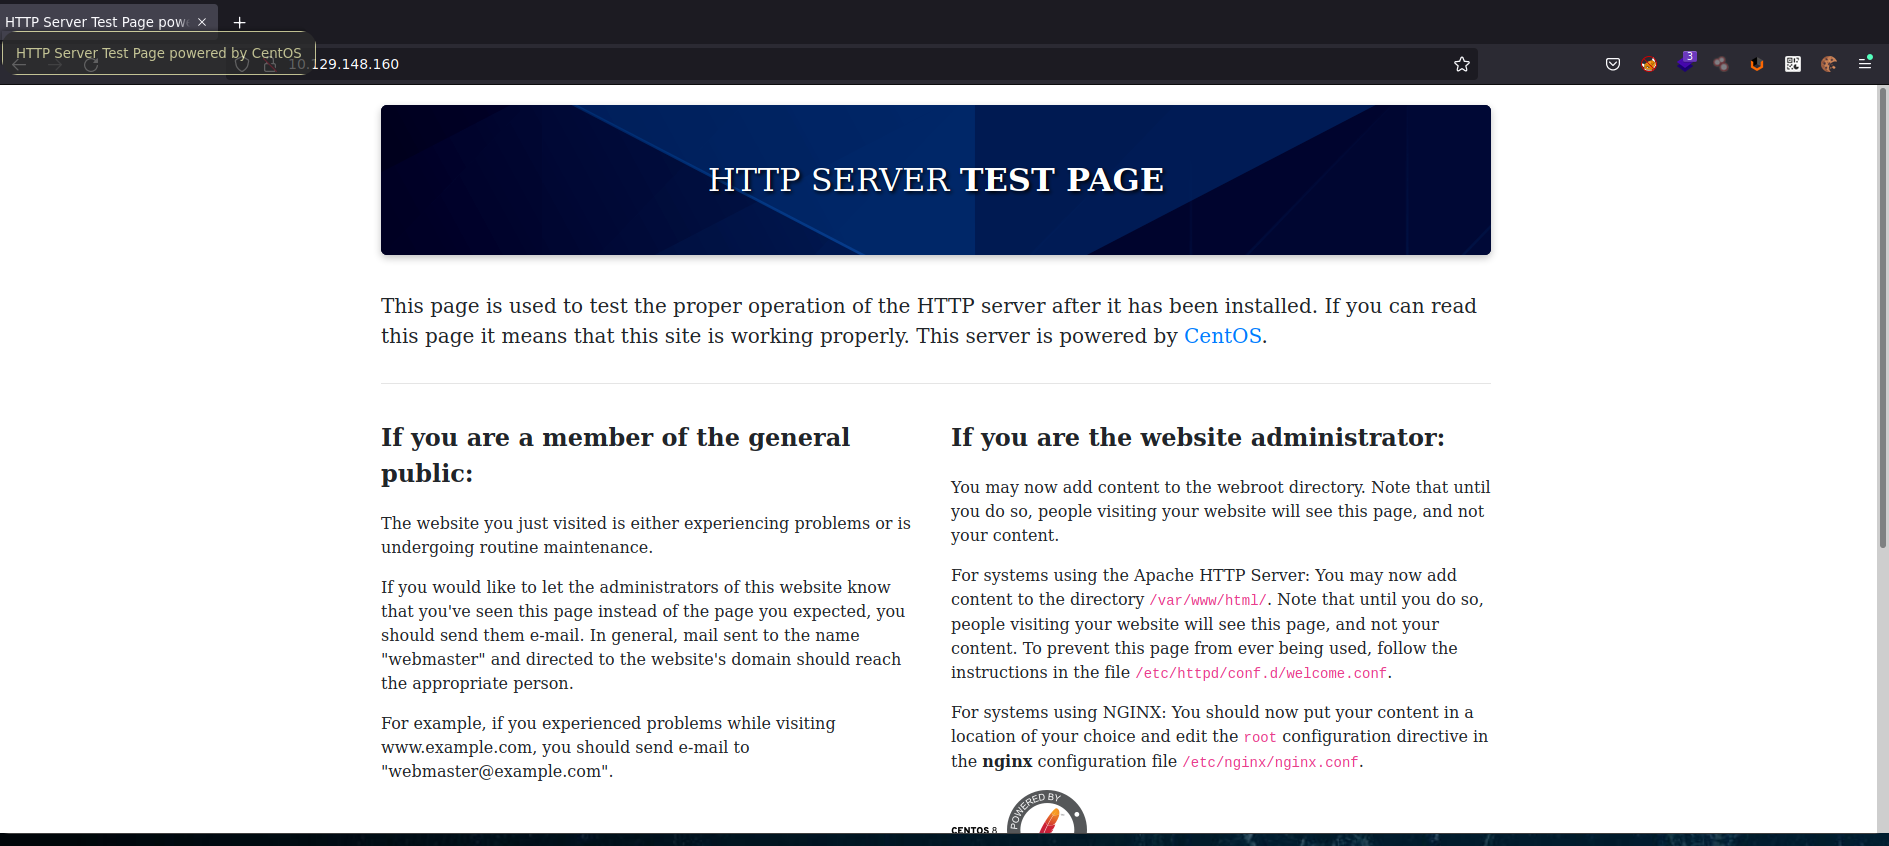 HTTP Server Test Page pow
HTTP Server Test Page powered by CentOS
10.129.148.160
3
HTTP SERVER TEST PAGE
This page is used to test the proper operation of the HTTP server after it has been installed. If you can read
this page it means that this site is working properly. This server is powered by CentOS.
If you are a member of the general
public:
The website you just visited is either experiencing problems or is
undergoing routine maintenance.
If you would like to let the administrators of this website know
that you've seen this page instead of the page you expected, you
should send them e-mail. In general, mail sent to the name
"webmaster" and directed to the website's domain should reach
the appropriate person.
For example, if you experienced problems while visiting
www.example.com, you should send e-mail to
"webmaster@example.com".
If you are the website administrator:
You may now add content to the webroot directory. Note that until
you do so, people visiting your website will see this page, and not
your content.
For systems using the Apache HTTP Server: You may now add
content to the directory /var/www/html/. Note that until you do so,
people visiting your website will see this page, and not your
content. To prevent this page from ever being used, follow the
instructions in the file /etc/httpd/conf.d/welcome.conf.
For systems using NGINX: You should now put your content in a
location of your choice and edit the root configuration directive in
the nginx configuration file /etc/nginx/nginx.conf.
POWERED BY
CENTOS 8